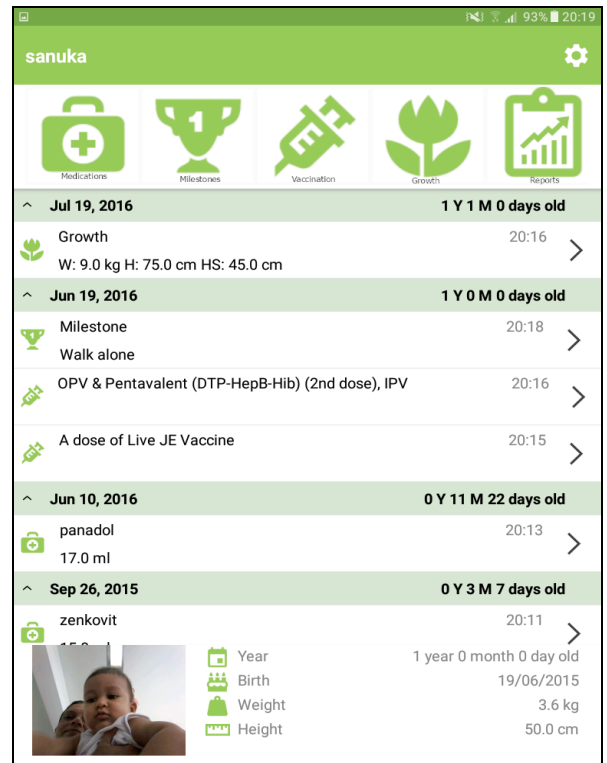 93% 20:19
sanuka
1
Medications
Milestones
Vaccination
Growth
Reports
Jul 19, 2016 1 Y 1 M 0 days old
Growth 20:16
W: 9.0 kg H: 75.0 cm HS: 45.0 cm
Jun 19, 2016 1 Y 0 M 0 days old
Milestone 20:18
Walk alone
OPV & Pentavalent (DTP-HepB-Hib) (2nd dose), IPV 20:16
A dose of Live JE Vaccine 20:15
Jun 10, 2016 0 Y 11 M 22 days old
panadol 20:13
17.0 ml
Sep 26, 2015 0 Y 3 M 7 days old
zenkovit 20:11
Year 1 year 0 month 0 day old
Birth 19/06/2015
Weight 3.6 kg
Height 50.0 cm